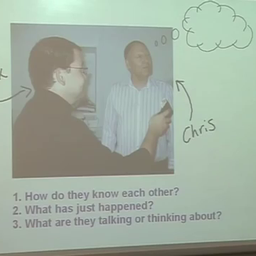 Chris
1. How do they know each other?
2. What has just happened?
3. What are they talking or thinking about?